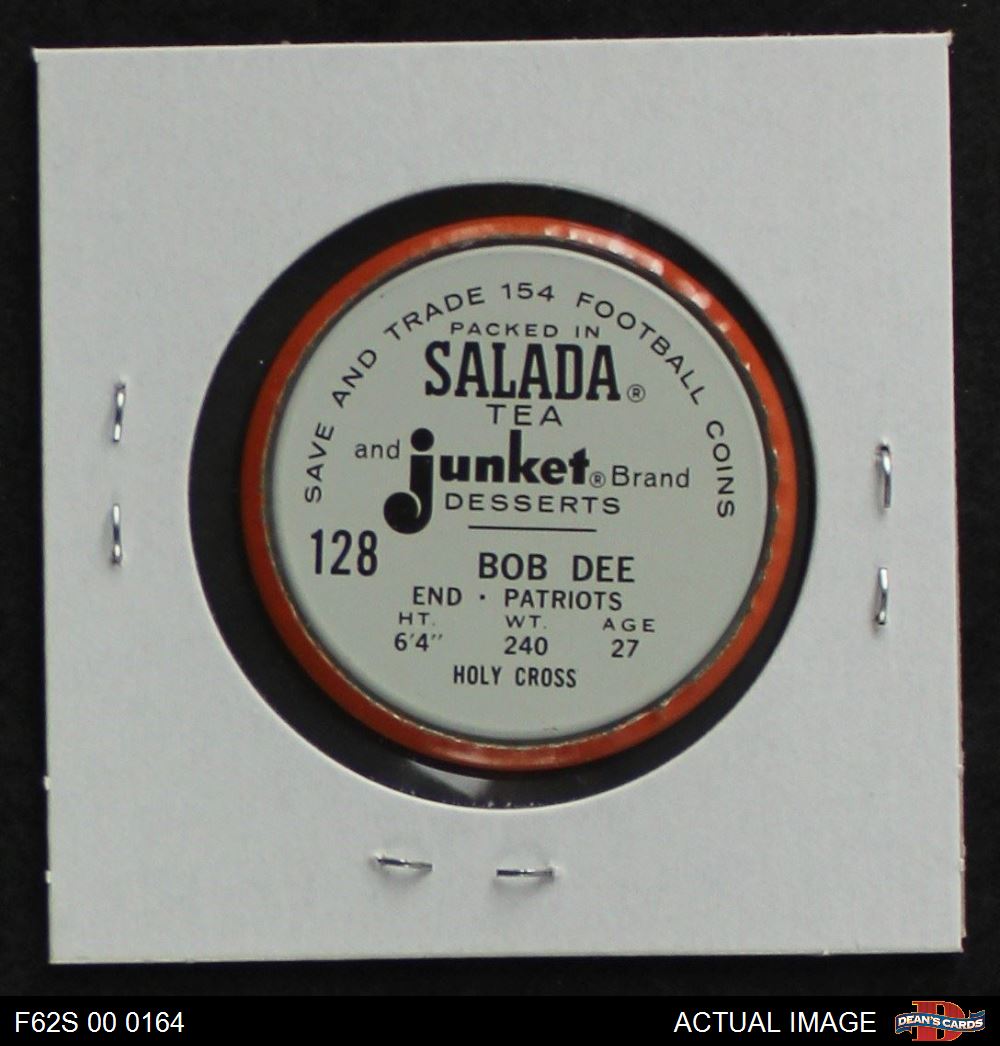 SAVE AND TRADE 154 FOOTBALL COINS
PACKED IN
SALADA®
TEA
and junket® Brand
DESSERTS
128
BOB DEE
END · PATRIOTS
HT. WT. AGE
6'4" 240 27
HOLY CROSS
F62S 00 0164
ACTUAL IMAGE
DEAN'S CARDS